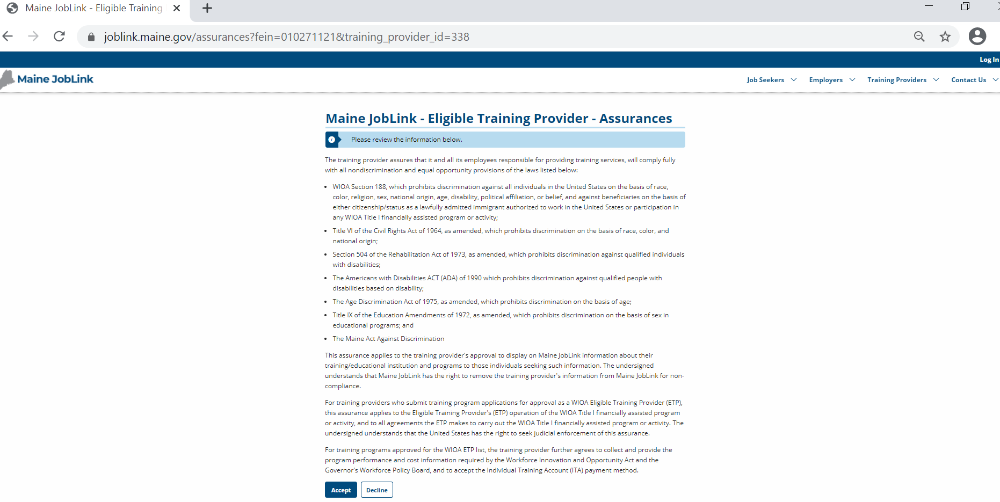 Maine JobLink - Eligible Training
joblink.maine.gov/assurances?fein=010271121&training_provider_id=338
Log In
Maine JobLink
Job Seekers
Employers
Training Providers
Contact Us
Maine JobLink - Eligible Training Provider - Assurances
Please review the information below.
The training provider assures that it and all its employees responsible for providing training services, will comply fully
with all nondiscrimination and equal opportunity provisions of the laws listed below:
• WIOA Section 188, which prohibits discrimination against all individuals in the United States on the basis of race,
color, religion, sex, national origin, age, disability, political affiliation, or belief, and against beneficiaries on the basis of
either citizenship/status as a lawfully admitted immigrant authorized to work in the United States or participation in
any WIOA Title I financially assisted program or activity;
• Title VI of the Civil Rights Act of 1964, as amended, which prohibits discrimination on the basis of race, color, and
national origin;
• Section 504 of the Rehabilitation Act of 1973, as amended, which prohibits discrimination against qualified individuals
with disabilities;
• The Americans with Disabilities ACT (ADA) of 1990 which prohibits discrimination against qualified people with
disabilities based on disability;
• The Age Discrimination Act of 1975, as amended, which prohibits discrimination on the basis of age;
• Title IX of the Education Amendments of 1972, as amended, which prohibits discrimination on the basis of sex in
educational programs; and
• The Maine Act Against Discrimination
This assurance applies to the training provider's approval to display on Maine JobLink information about their
training/educational institution and programs to those individuals seeking such information. The undersigned
understands that Maine JobLink has the right to remove the training provider's information from Maine JobLink for non-
compliance.
For training providers who submit training program applications for approval as a WIOA Eligible Training Provider (ETP),
this assurance applies to the Eligible Training Provider's (ETP) operation of the WIOA Title I financially assisted program
or activity, and to all agreements the ETP makes to carry out the WIOA Title I financially assisted program or activity. The
undersigned understands that the United States has the right to seek judicial enforcement of this assurance.
For training programs approved for the WIOA ETP list, the training provider further agrees to collect and provide the
program performance and cost information required by the Workforce Innovation and Opportunity Act and the
Governor's Workforce Policy Board, and to accept the Individual Training Account (ITA) payment method.
Accept
Decline